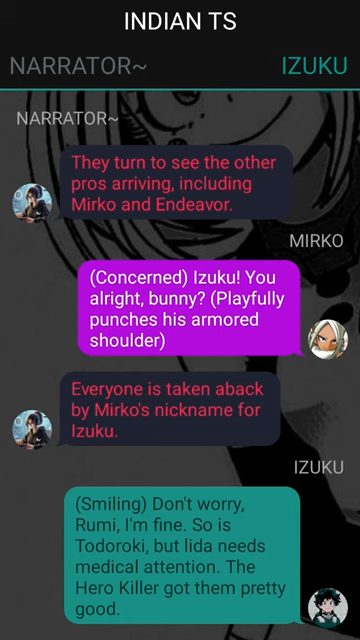 INDIAN TS
NARRATOR~ IZUKU
NARRATOR~
They turn to see the other
pros arriving, including
Mirko and Endeavor.
MIRKO
(Concerned) Izuku! You
alright, bunny? (Playfully
punches his armored
shoulder)
Everyone is taken aback
by Mirko's nickname for
Izuku.
IZUKU
(Smiling) Don't worry,
Rumi, I'm fine. So is
Todoroki, but Iida needs
medical attention. The
Hero Killer got them pretty
good.